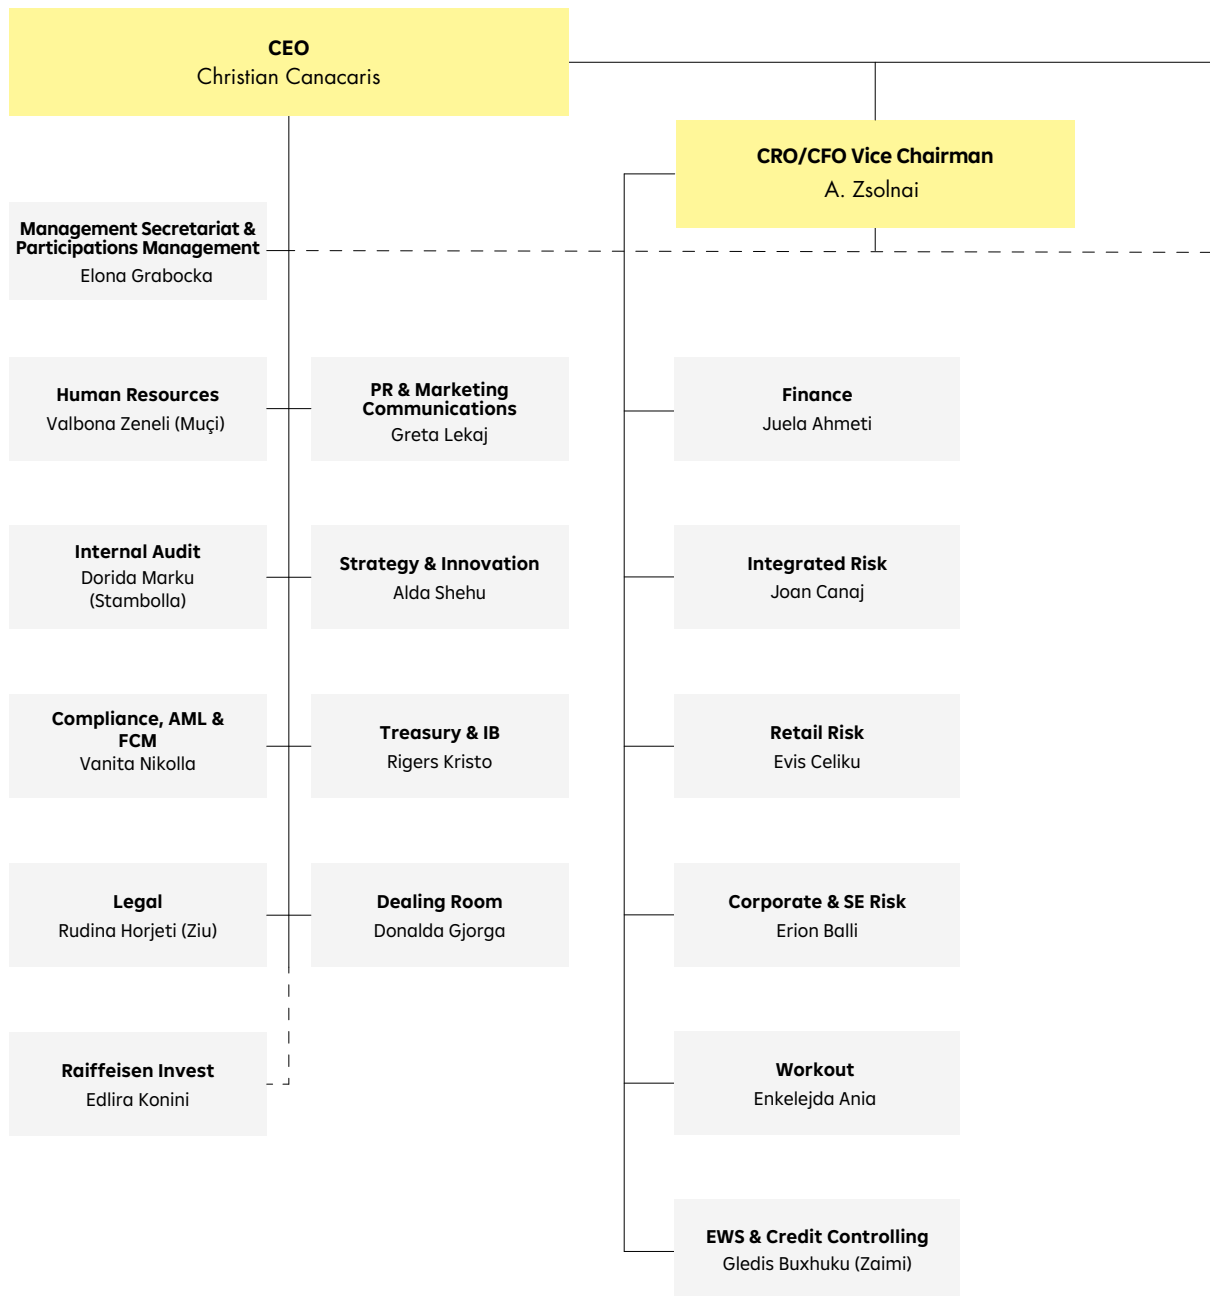 CEO
Christian Canacaris
CRO/CFO Vice Chairman
A. Zsolnai
Management Secretariat &
Participations Management
Elona Grabocka
Human Resources
Valbona Zeneli (Muçi)
PR & Marketing
Communications
Greta Lekaj
Finance
Juela Ahmeti
Internal Audit
Dorida Marku
(Stambolla)
Strategy & Innovation
Alda Shehu
Integrated Risk
Joan Canaj
Compliance, AML &
FCM
Vanita Nikolla
Treasury & IB
Rigers Kristo
Retail Risk
Evis Celiku
Legal
Rudina Horjeti (Ziu)
Dealing Room
Donalda Gjorga
Corporate & SE Risk
Erion Balli
Raiffeisen Invest
Edlira Konini
Workout
Enkelejda Ania
EWS & Credit Controlling
Gledis Buxhuku (Zaimi)